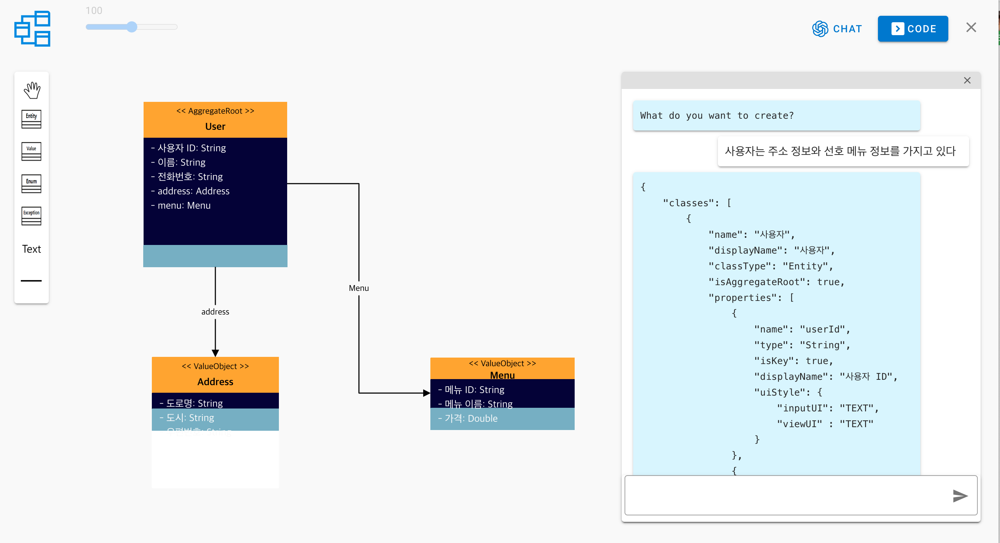 100
CHAT
CODE
Entity
Value
Enum
Exception
Text
<< AggregateRoot >>
User
- 사용자 ID: String
- 이름: String
- 전화번호: String
- address: Address
- menu: Menu
Menu
address
<< ValueObject >>
Address
- 도로명: String
- 도시: String
- 우편번호: String
<< ValueObject >>
Menu
- 메뉴 ID: String
- 메뉴 이름: String
- 가격: Double
What do you want to create?
사용자는 주소 정보와 선호 메뉴 정보를 가지고 있다
{
"classes": [
{
"name": "사용자",
"displayName": "사용자",
"classType": "Entity",
"isAggregateRoot": true,
"properties": [
{
"name": "userId",
"type": "String",
"isKey": true,
"displayName": "사용자 ID",
"uiStyle": {
"inputUI": "TEXT",
"viewUI" : "TEXT"
}
},
{